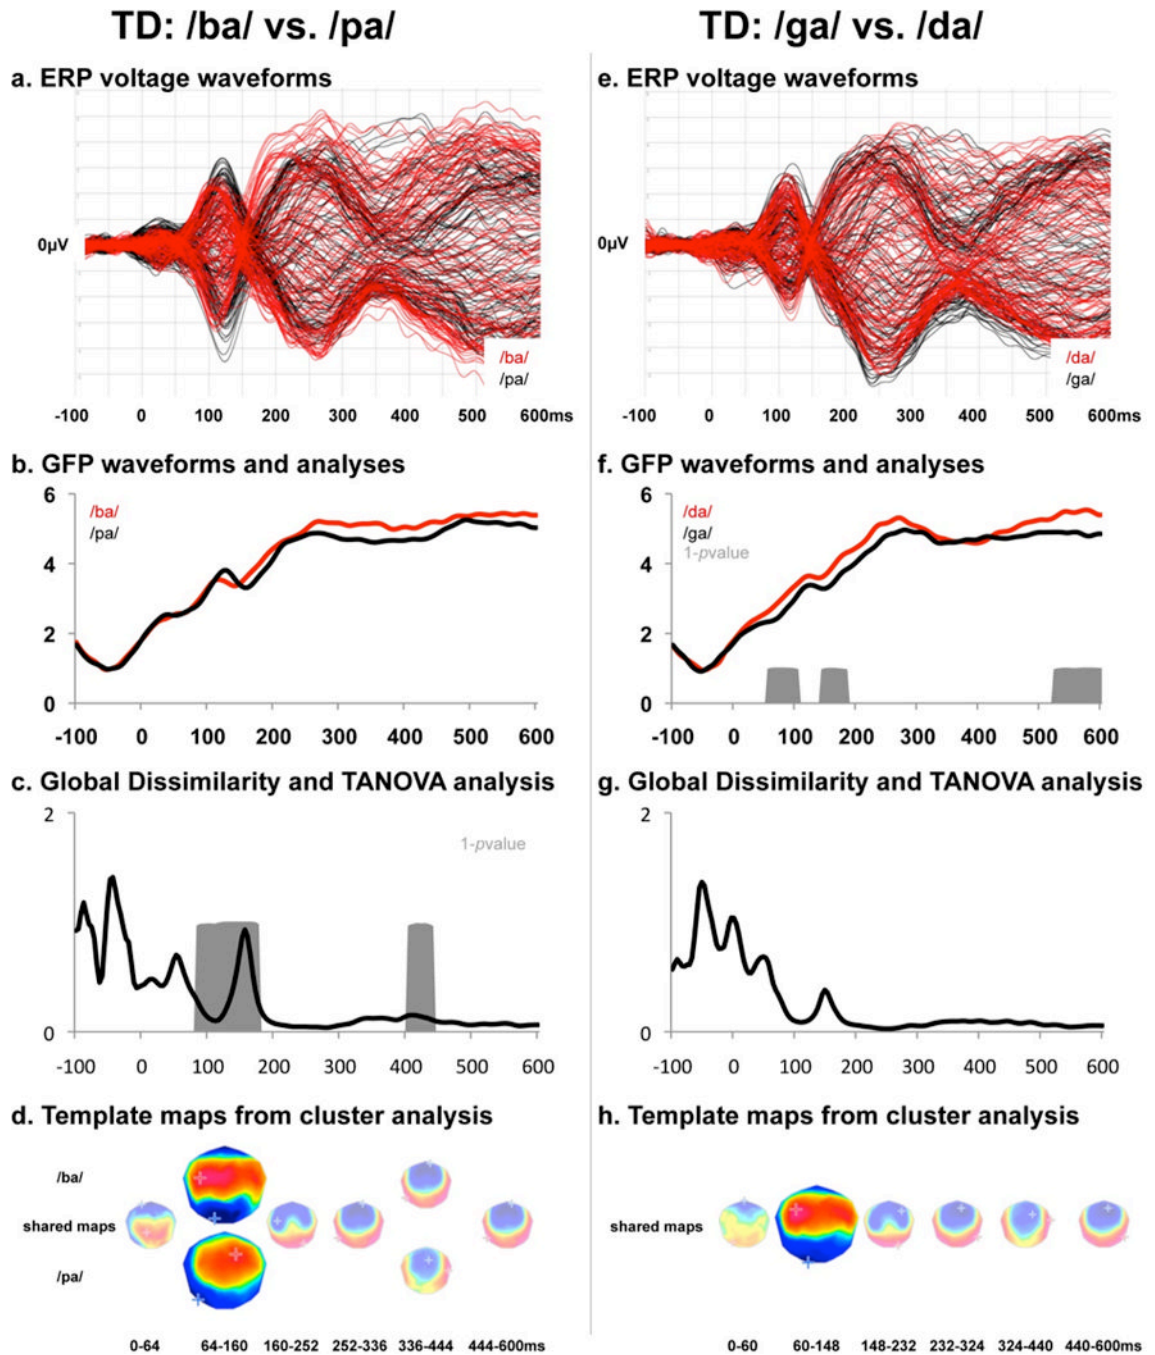 TD: /ba/ vs. /pa/
a. ERP voltage waveforms
0µV
/ba/
/pa/
-100 0 100 200 300 400 500 600ms
b. GFP waveforms and analyses
6
/ba/
/pa/
4
2
0
-100 0 100 200 300 400 500 600
c. Global Dissimilarity and TANOVA analysis
2
1-pvalue
0
-100 0 100 200 300 400 500 600
d. Template maps from cluster analysis
/ba/
shared maps
/pa/
0-64 64-160 160-252 252-336 336-444 444-600ms
TD: /ga/ vs. /da/
e. ERP voltage waveforms
0µV
/da/
/ga/
-100 0 100 200 300 400 500 600ms
f. GFP waveforms and analyses
6
/da/
/ga/
1-pvalue
4
2
0
-100 0 100 200 300 400 500 600
g. Global Dissimilarity and TANOVA analysis
2
0
-100 0 100 200 300 400 500 600
h. Template maps from cluster analysis
shared maps
0-60 60-148 148-232 232-324 324-440 440-600ms